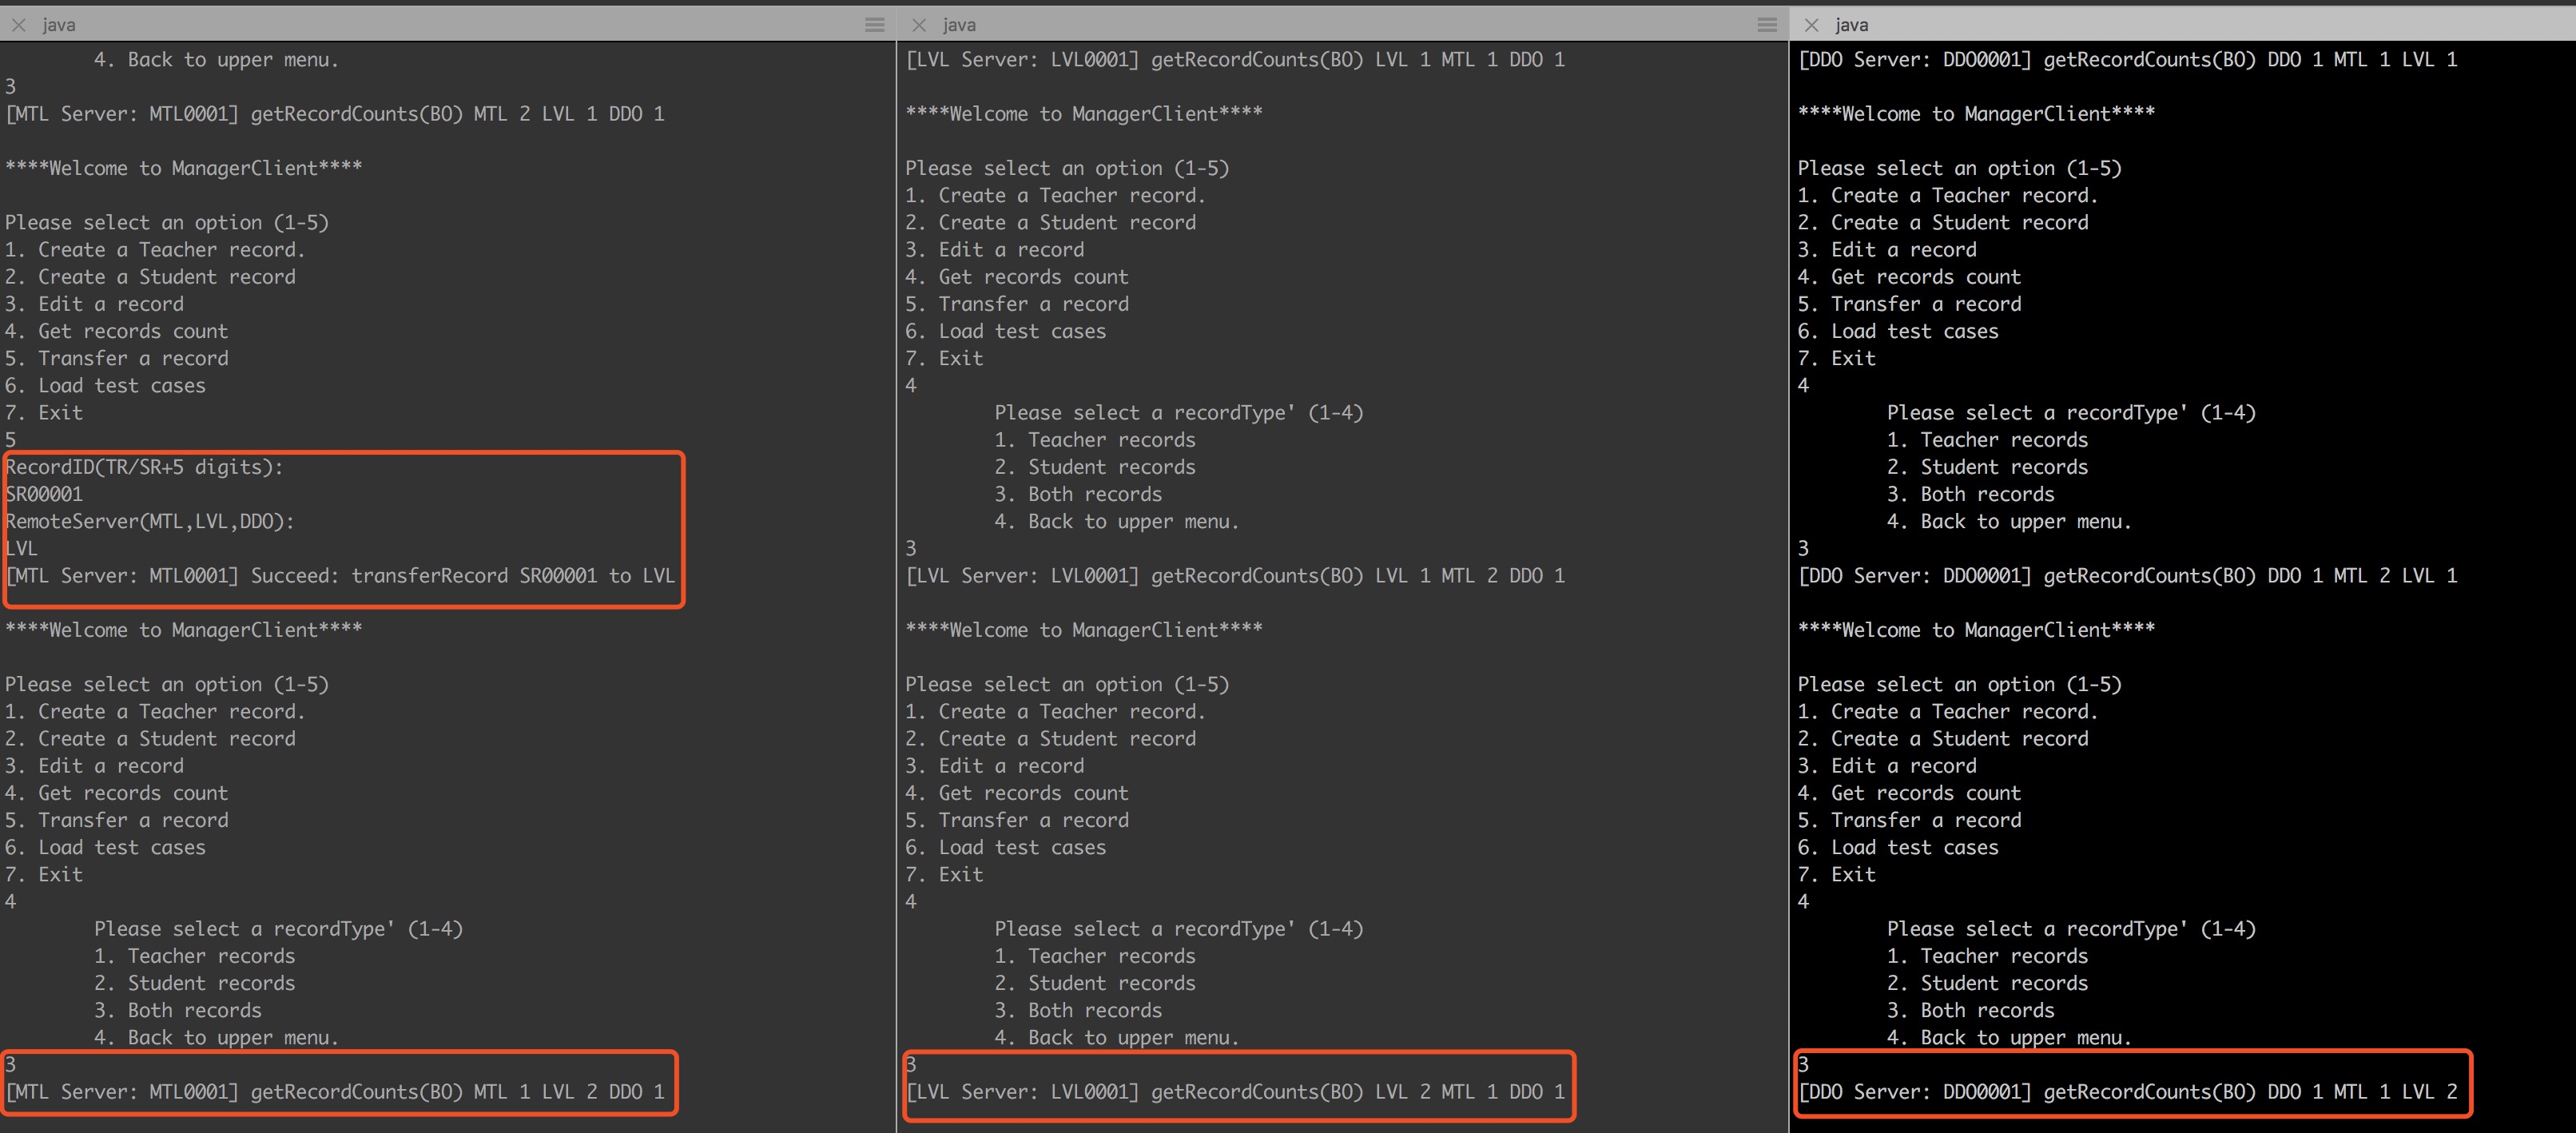 java
4. Back to upper menu.
3
[MTL Server: MTL0001] getRecordCounts(BO) MTL 2 LVL 1 DDO 1
****Welcome to ManagerClient****
Please select an option (1-5)
1. Create a Teacher record.
2. Create a Student record
3. Edit a record
4. Get records count
5. Transfer a record
6. Load test cases
7. Exit
5
RecordID(TR/SR+5 digits):
SR00001
RemoteServer(MTL,LVL,DDO):
LVL
[MTL Server: MTL0001] Succeed: transferRecord SR00001 to LVL
****Welcome to ManagerClient****
Please select an option (1-5)
1. Create a Teacher record.
2. Create a Student record
3. Edit a record
4. Get records count
5. Transfer a record
6. Load test cases
7. Exit
4
Please select a recordType' (1-4)
1. Teacher records
2. Student records
3. Both records
4. Back to upper menu.
3
[MTL Server: MTL0001] getRecordCounts(BO) MTL 1 LVL 2 DDO 1
java
[LVL Server: LVL0001] getRecordCounts(BO) LVL 1 MTL 1 DDO 1
****Welcome to ManagerClient****
Please select an option (1-5)
1. Create a Teacher record.
2. Create a Student record
3. Edit a record
4. Get records count
5. Transfer a record
6. Load test cases
7. Exit
4
Please select a recordType' (1-4)
1. Teacher records
2. Student records
3. Both records
4. Back to upper menu.
3
[LVL Server: LVL0001] getRecordCounts(BO) LVL 1 MTL 2 DDO 1
****Welcome to ManagerClient****
Please select an option (1-5)
1. Create a Teacher record.
2. Create a Student record
3. Edit a record
4. Get records count
5. Transfer a record
6. Load test cases
7. Exit
4
Please select a recordType' (1-4)
1. Teacher records
2. Student records
3. Both records
4. Back to upper menu.
3
[LVL Server: LVL0001] getRecordCounts(BO) LVL 2 MTL 1 DDO 1
java
[DDO Server: DDO0001] getRecordCounts(BO) DDO 1 MTL 1 LVL 1
****Welcome to ManagerClient****
Please select an option (1-5)
1. Create a Teacher record.
2. Create a Student record
3. Edit a record
4. Get records count
5. Transfer a record
6. Load test cases
7. Exit
4
Please select a recordType' (1-4)
1. Teacher records
2. Student records
3. Both records
4. Back to upper menu.
3
[DDO Server: DDO0001] getRecordCounts(BO) DDO 1 MTL 2 LVL 1
****Welcome to ManagerClient****
Please select an option (1-5)
1. Create a Teacher record.
2. Create a Student record
3. Edit a record
4. Get records count
5. Transfer a record
6. Load test cases
7. Exit
4
Please select a recordType' (1-4)
1. Teacher records
2. Student records
3. Both records
4. Back to upper menu.
3
[DDO Server: DDO0001] getRecordCounts(BO) DDO 1 MTL 1 LVL 2